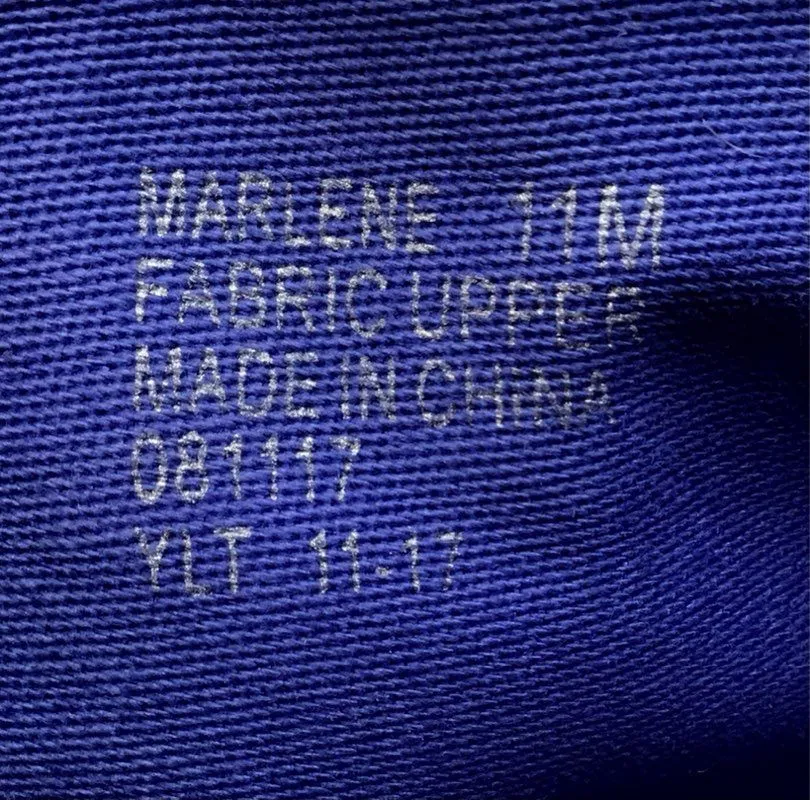 MARLENE 11M
FABRIC UPPER
MADE IN CHINA
081117
YLT 11-17